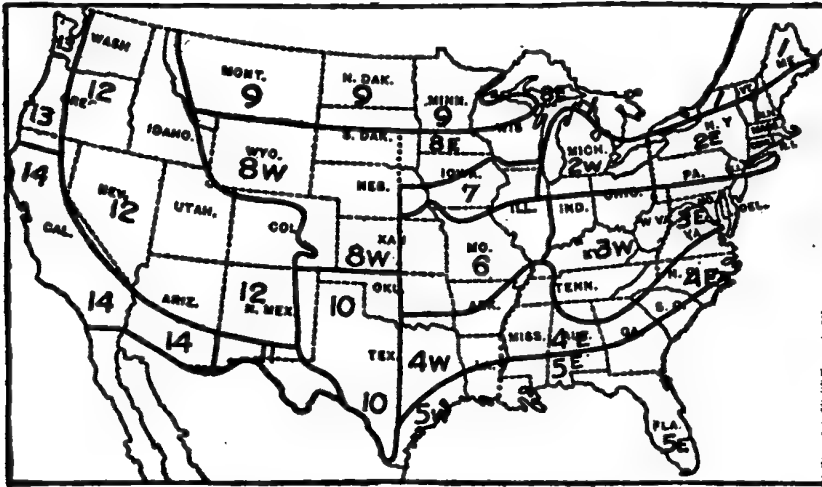 13
WASH
12
ORE.
13
IDAHO.
MONT.
9
N. DAK.
9
MINN.
9
8E
WIS
1
ME.
VT.
N. Y
2E
MICH.
2W
S. DAK.
8E
WYO.
8W
14
NEV.
12
UTAH.
NEB.
IOWA.
7
ILL.
IND.
OHIO.
PA.
R.I.
DEL.
W VA
3E
VA
COL
KAN
8W
MO.
6
3W
CAL.
14
ARIZ.
12
N. MEX.
10
OKL
ARK.
TENN.
N.
4E
S. C.
14
TEX.
4W
MISS.
4E
5E
GA.
10
5W
FLA.
5E